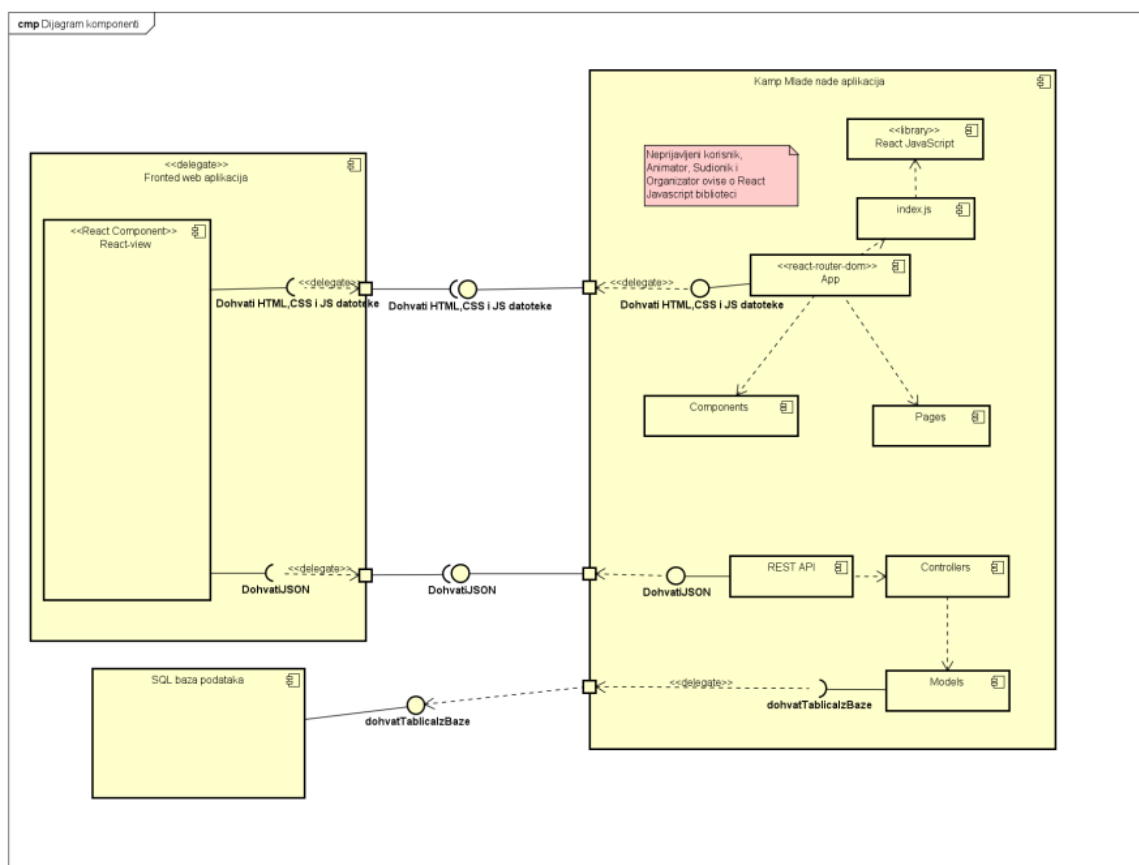 cmp Dijagram komponenti
Kamp Mlade nade aplikacija
<<library>>
React JavaScript
Neprijavljeni korisnik,
Animator, Sudionik i
Organizator ovise o React
Javascript biblioteci
<<delegate>>
Fronted web aplikacija
index.js
<<React Component>>
React-view
<<react-router-dom>>
App
<<delegate>>
Dohvati HTML,CSS i JS datoteke
Dohvati HTML,CSS i JS datoteke
<<delegate>>
Dohvati HTML,CSS i JS datoteke
Components
Pages
<<delegate>>
DohvatiJSON
DohvatiJSON
DohvatiJSON
REST API
Controllers
SQL baza podataka
<<delegate>>
Models
dohvatTablicaIzBaze
dohvatTablicaIzBaze